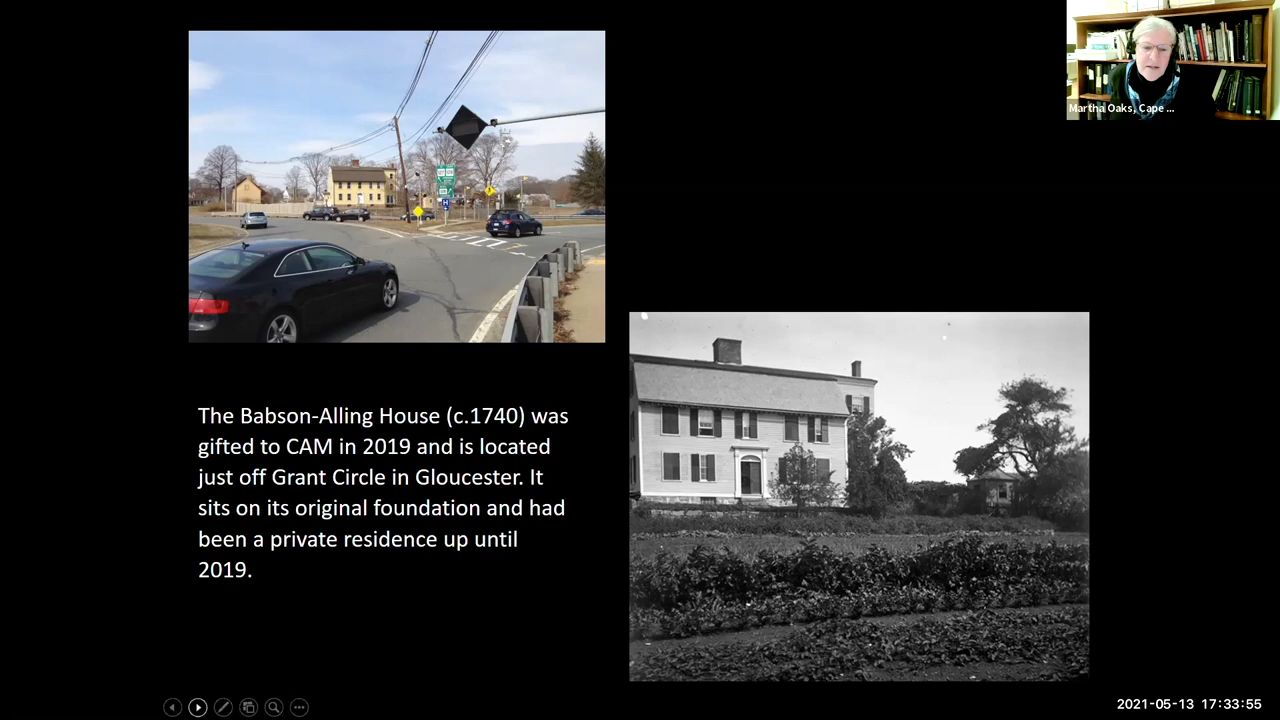 Martha Oaks, Cape ...
The Babson-Alling House (c.1740) was
gifted to CAM in 2019 and is located
just off Grant Circle in Gloucester. It
sits on its original foundation and had
been a private residence up until
2019.
H
2021-05-13 17:33:55